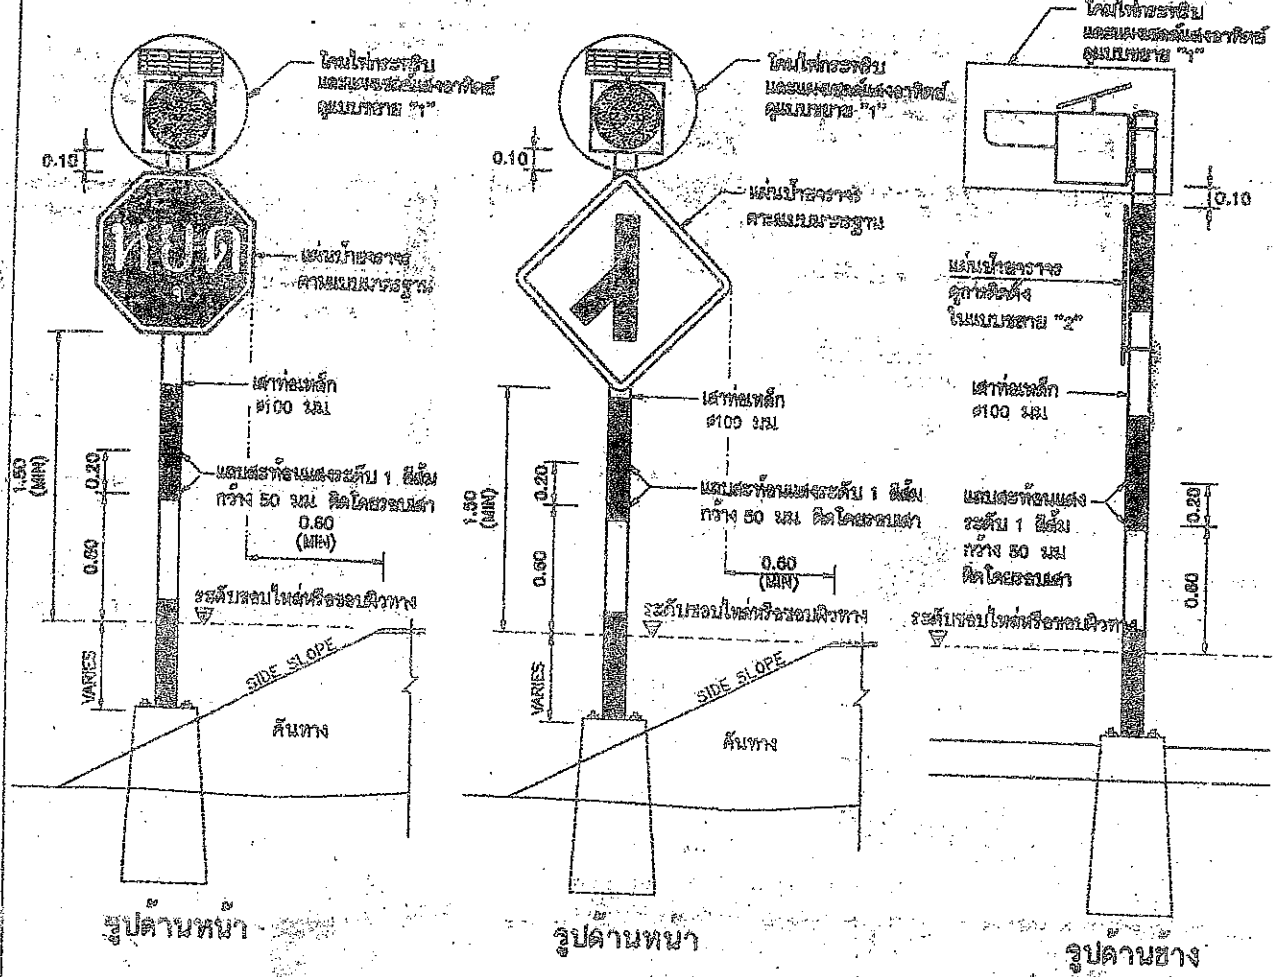 โคมไฟกระพริบ
และแผงเซลล์แสงอาทิตย์
ดูแบบขยาย "1"
0.10
หยุด
แผ่นป้ายจราจร
ตามแบบมาตรฐาน
เสาท่อเหล็ก
ø100 มม.
1.50
(MIN)
0.20
0.60
แถบสะท้อนแสงระดับ 1 สีส้ม
กว้าง 50 มม. ติดโดยรอบเสา
0.60
(MIN)
ระดับขอบไหล่หรือขอบผิวทาง
VARIES
SIDE SLOPE
คันทาง
รูปด้านหน้า
โคมไฟกระพริบ
และแผงเซลล์แสงอาทิตย์
ดูแบบขยาย "1"
0.10
แผ่นป้ายจราจร
ตามแบบมาตรฐาน
เสาท่อเหล็ก
ø100 มม.
1.50
(MIN)
0.20
0.60
แถบสะท้อนแสงระดับ 1 สีส้ม
กว้าง 50 มม. ติดโดยรอบเสา
0.60
(MIN)
ระดับขอบไหล่หรือขอบผิวทาง
VARIES
SIDE SLOPE
คันทาง
รูปด้านหน้า
โคมไฟกระพริบ
และแผงเซลล์แสงอาทิตย์
ดูแบบขยาย "1"
0.10
แผ่นป้ายจราจร
ดูการติดตั้ง
ในแบบขยาย "2"
เสาท่อเหล็ก
ø100 มม.
แถบสะท้อนแสง
ระดับ 1 สีส้ม
กว้าง 50 มม
ติดโดยรอบเสา
0.20
0.60
ระดับขอบไหล่หรือขอบผิวทาง
รูปด้านข้าง